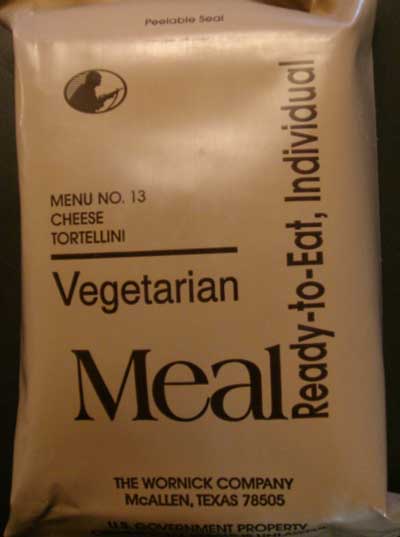 Peelable Seal
MENU NO. 13
CHEESE
TORTELLINI
Vegetarian
Meal
Ready-to-Eat, Individual
THE WORNICK COMPANY
McALLEN, TEXAS 78505
U.S. GOVERNMENT PROPERTY